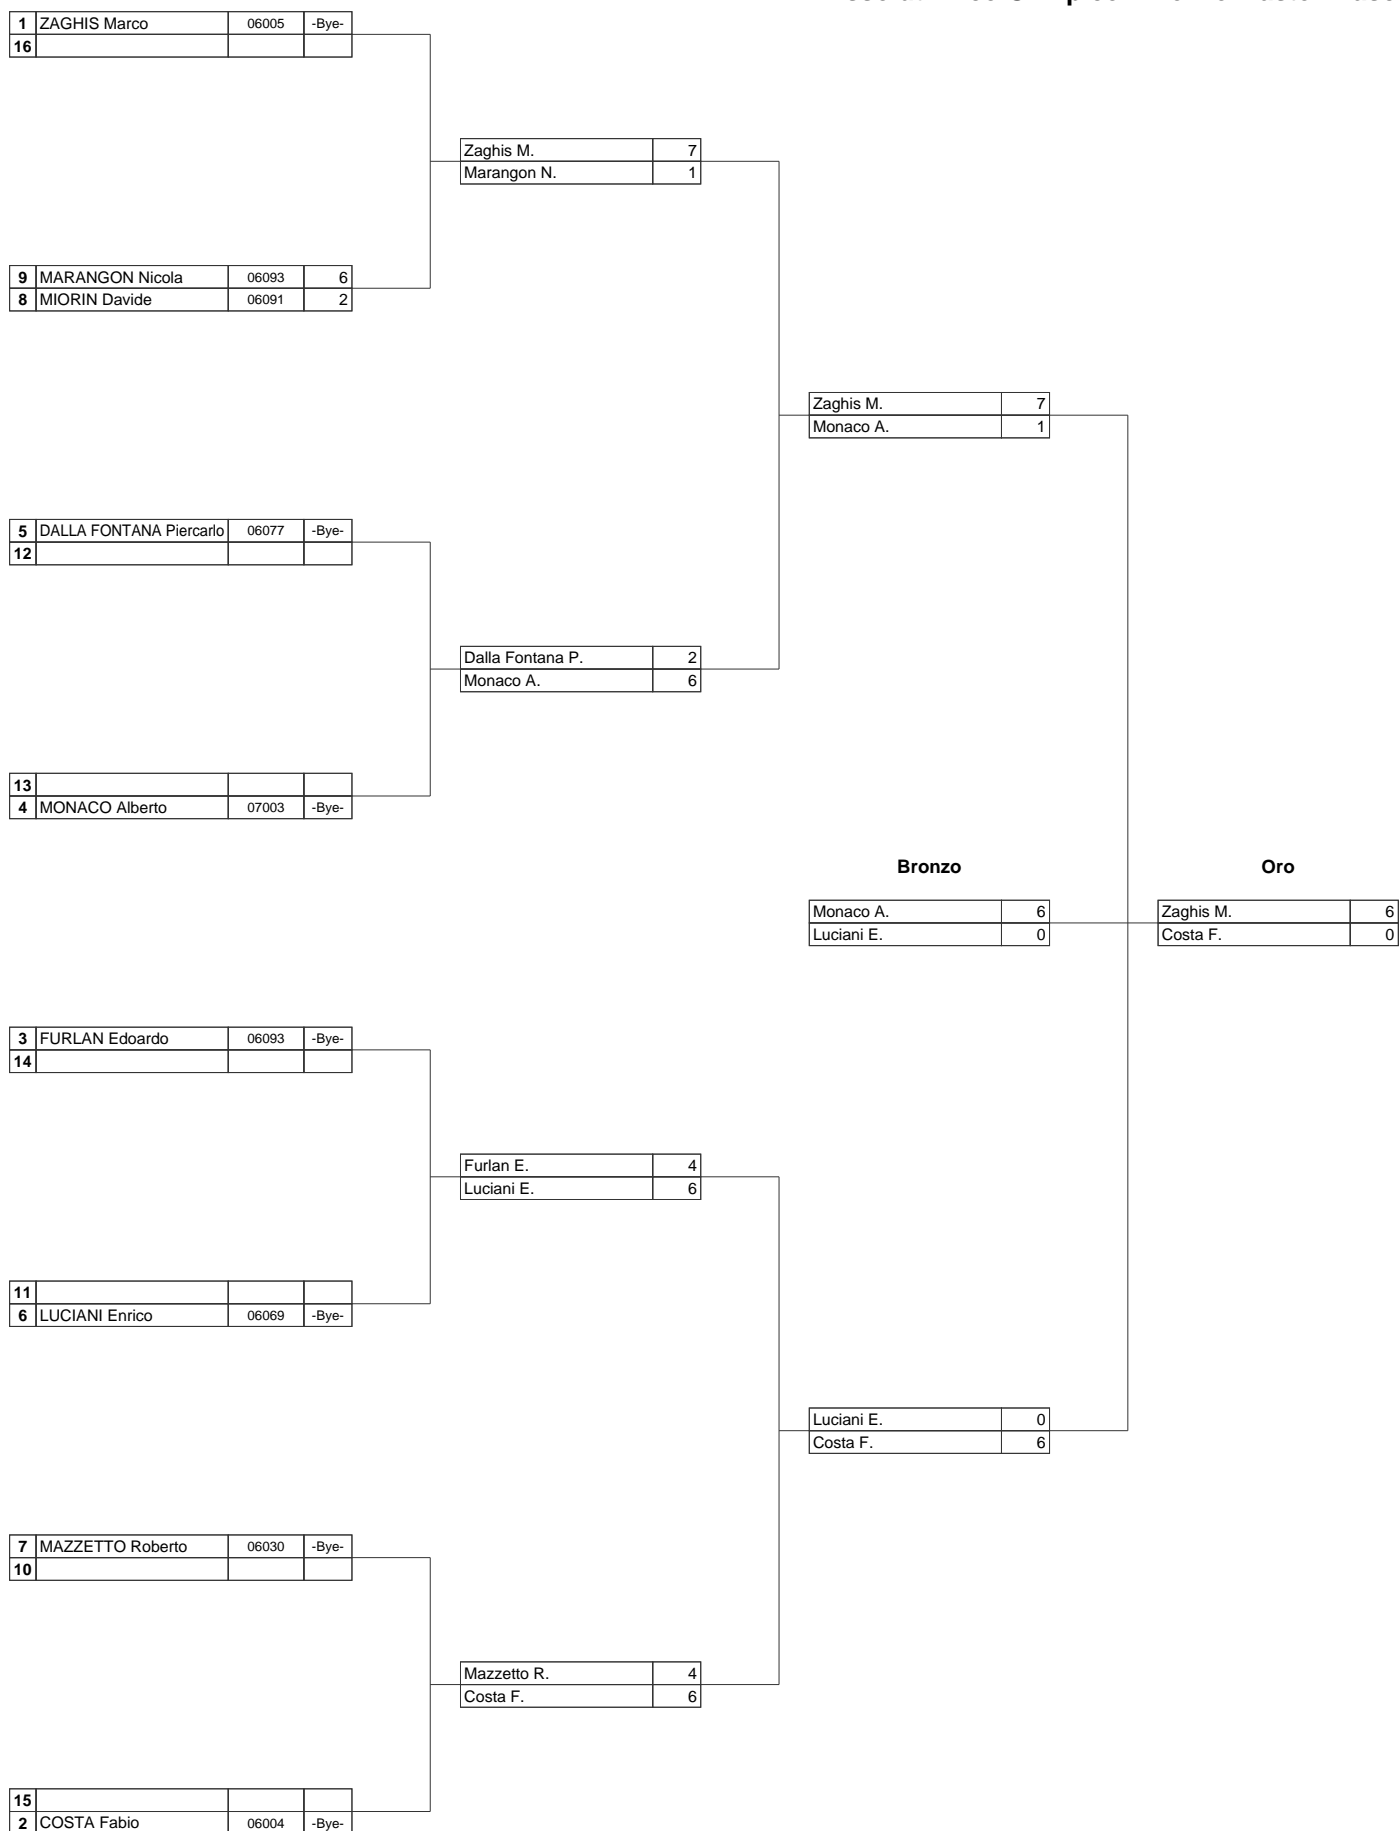 1 ZAGHIS Marco 06005 -Bye-
16
Zaghis M. 7
Marangon N. 1
9 MARANGON Nicola 06093 6
8 MIORIN Davide 06091 2
Zaghis M. 7
Monaco A. 1
5 DALLA FONTANA Piercarlo 06077 -Bye-
12
Dalla Fontana P. 2
Monaco A. 6
13
4 MONACO Alberto 07003 -Bye-
Bronzo Oro
Monaco A. 6 Zaghis M. 6
Luciani E. 0 Costa F. 0
3 FURLAN Edoardo 06093 -Bye-
14
Furlan E. 4
Luciani E. 6
11
6 LUCIANI Enrico 06069 -Bye-
Luciani E. 0
Costa F. 6
7 MAZZETTO Roberto 06030 -Bye-
10
Mazzetto R. 4
Costa F. 6
15
2 COSTA Fabio 06004 -Bye-